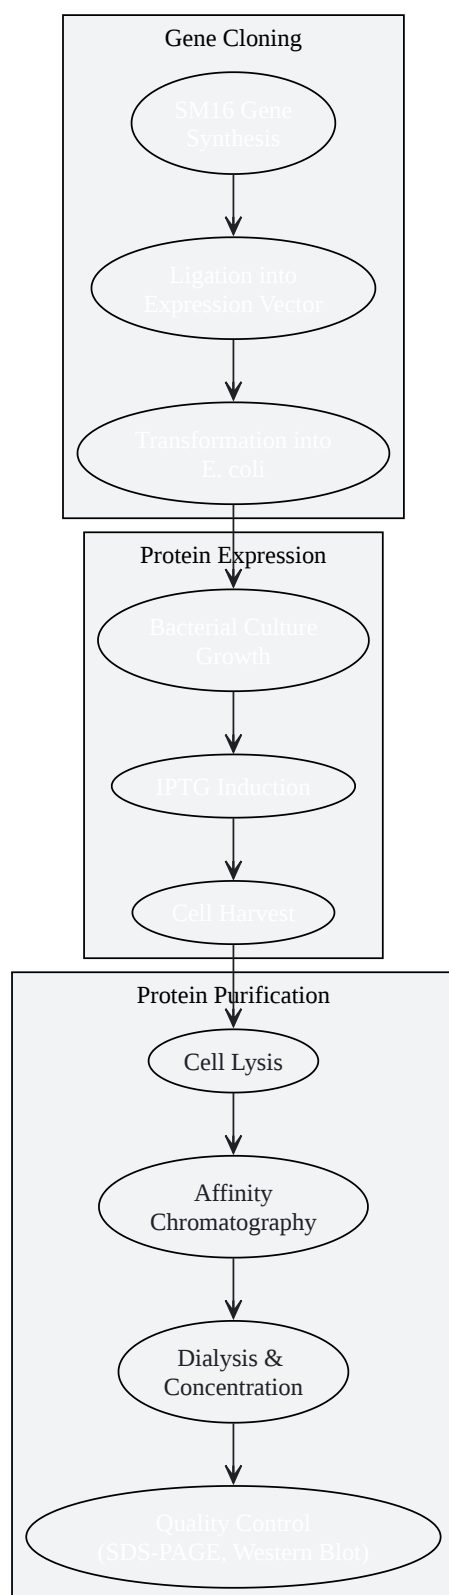 Gene Cloning
SM16 Gene
Synthesis
Ligation into
Expression Vector
Transformation into
E. coli
Protein Expression
Bacterial Culture
Growth
IPTG Induction
Cell Harvest
Protein Purification
Cell Lysis
Affinity
Chromatography
Dialysis &
Concentration
Quality Control
(SDS-PAGE, Western Blot)